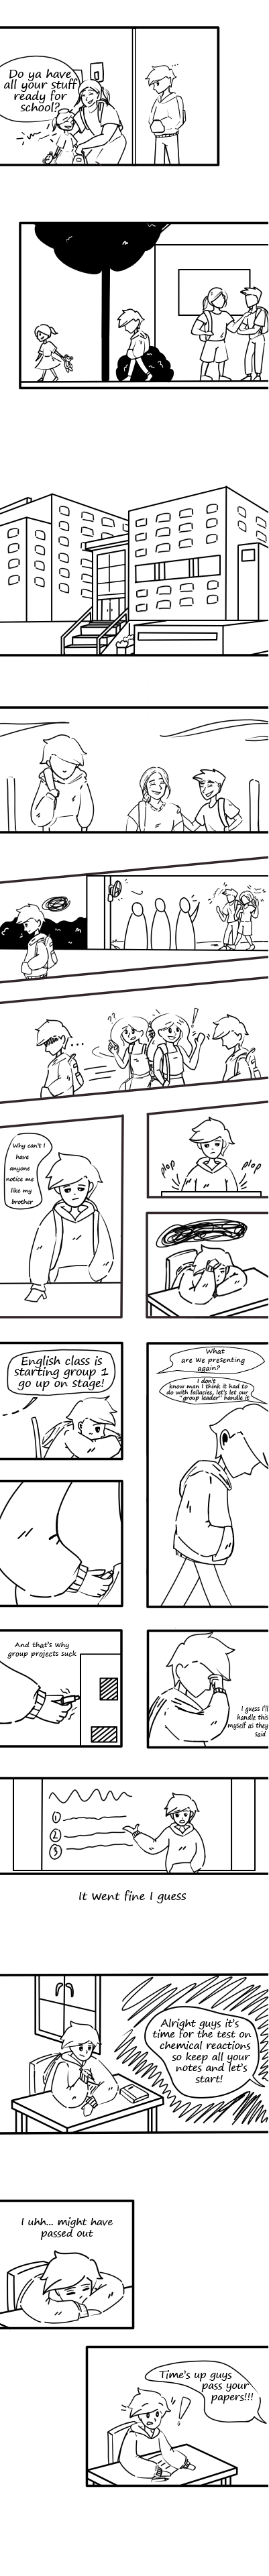 Do ya have
all your stuff
ready for
school?
...
??
!
...
Why can't I
have
anyone
notice me
like my
brother
plop
plop
English class is
starting group 1
go up on stage!
What
are We presenting
again?
I don't
know man I think it had to
do with fallacies, let's let our
"group leader" handle it
And that's Why
group projects suck
I guess I'll
handle this
myself as they
said
1
2
3
It Went fine I guess
Alright guys it's
time for the test on
chemical reactions
so keep all your
notes and let's
start!
I uhh... might have
passed out
Time's up guys
pass your
papers!!!
!